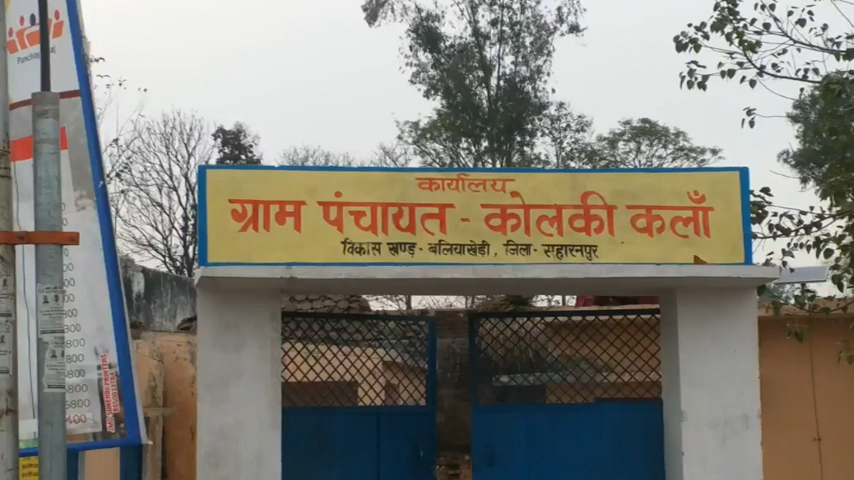 कार्यालय
ग्राम पंचायत - कोलकी कलाँ
विकास खण्ड - बलियाखेड़ी, जिला - सहारनपुर